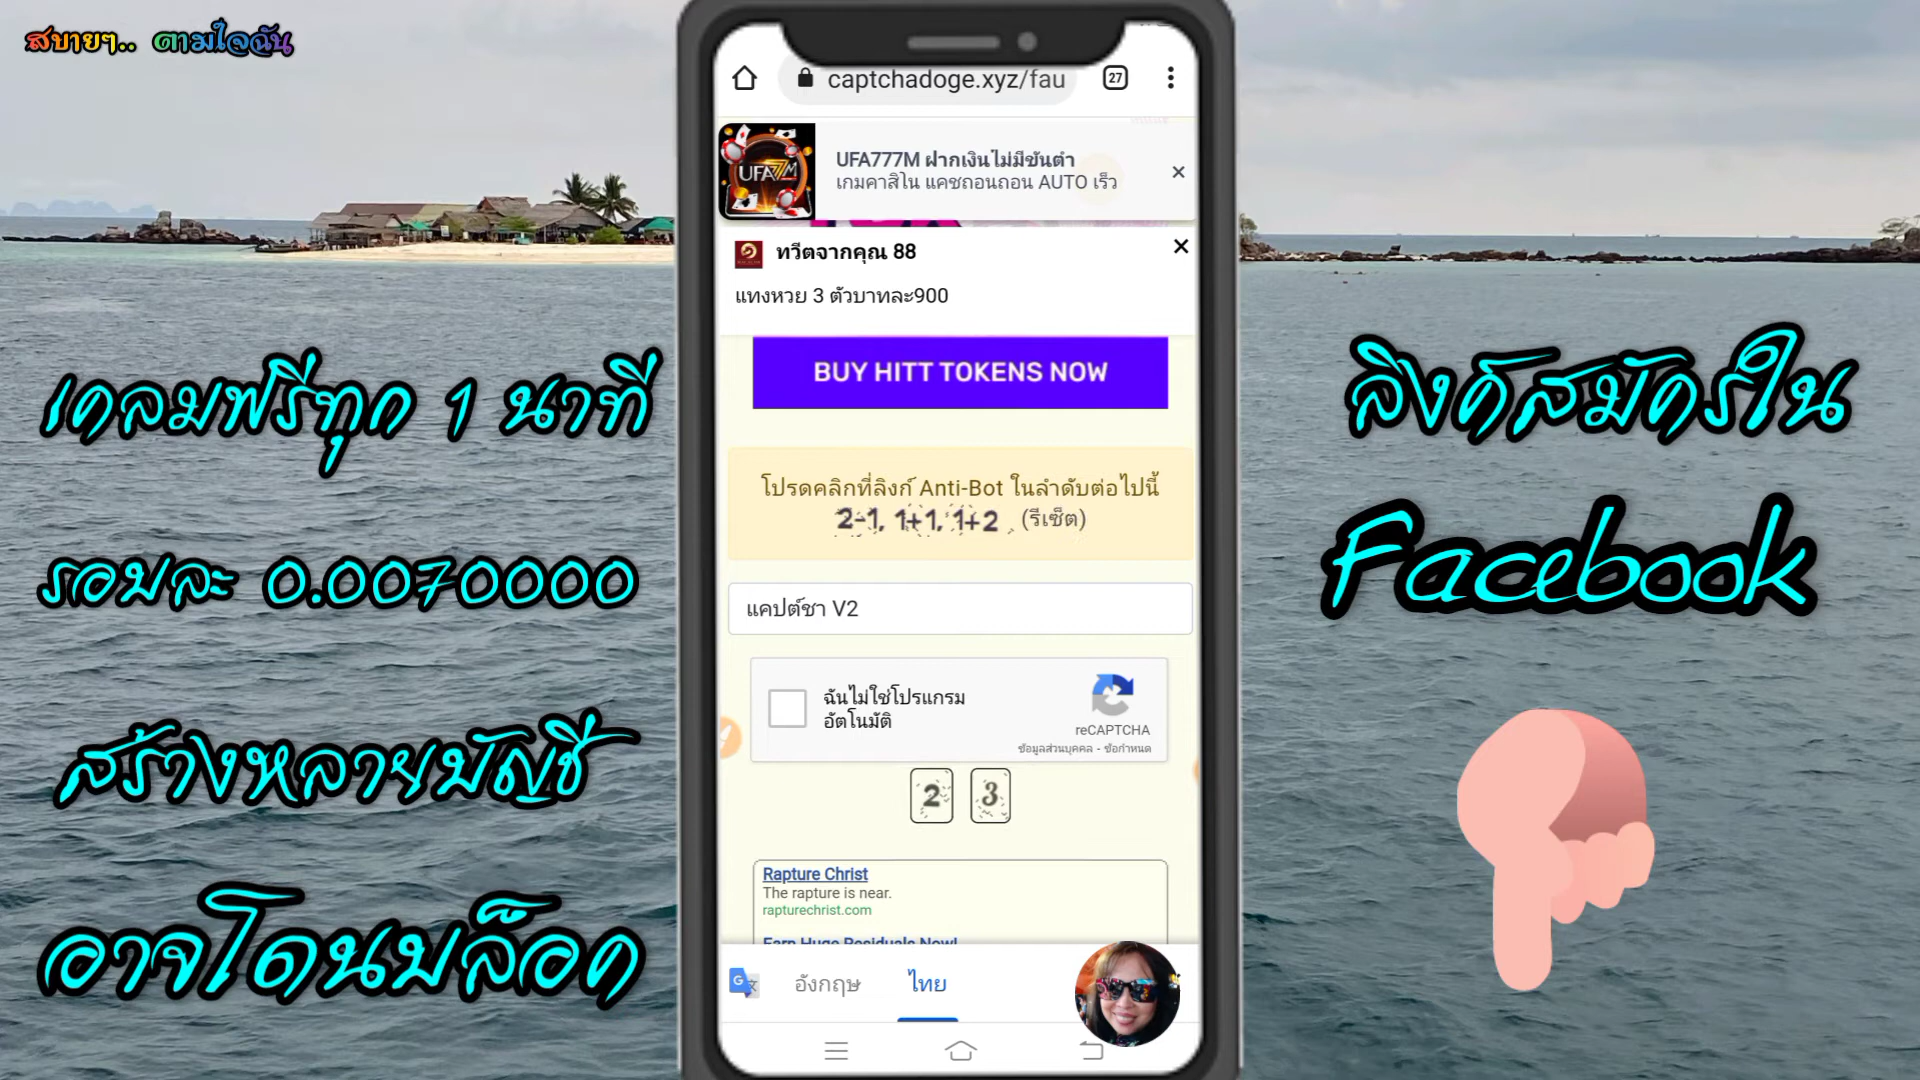 สบายๆ.. ตามใจฉัน
เคลมฟรีทุก 1 นาที
รอบละ 0.0070000
สร้างหลายบัญชี
อาจโดนบล็อค
captchadoge.xyz/fau
27
UFA7M
UFA777M ฝากเงินไม่มีขั้นต่ำ
เกมคาสิโน แคชถอนถอน AUTO เร็ว
ทวีตจากคุณ 88
แทงหวย 3 ตัวบาทละ900
BUY HITT TOKENS NOW
โปรดคลิกที่ลิงก์ Anti-Bot ในลำดับต่อไปนี้
2-1, 1+1, 1+2 (รีเซ็ต)
แคปต์ชา V2
ฉันไม่ใช่โปรแกรม
อัตโนมัติ
reCAPTCHA
ข้อมูลส่วนบุคคล - ข้อกำหนด
2 3
Rapture Christ
The rapture is near.
rapturechrist.com
Earn Huge Residuals Now!
อังกฤษ ไทย
ลิงค์สมัครใน
Facebook